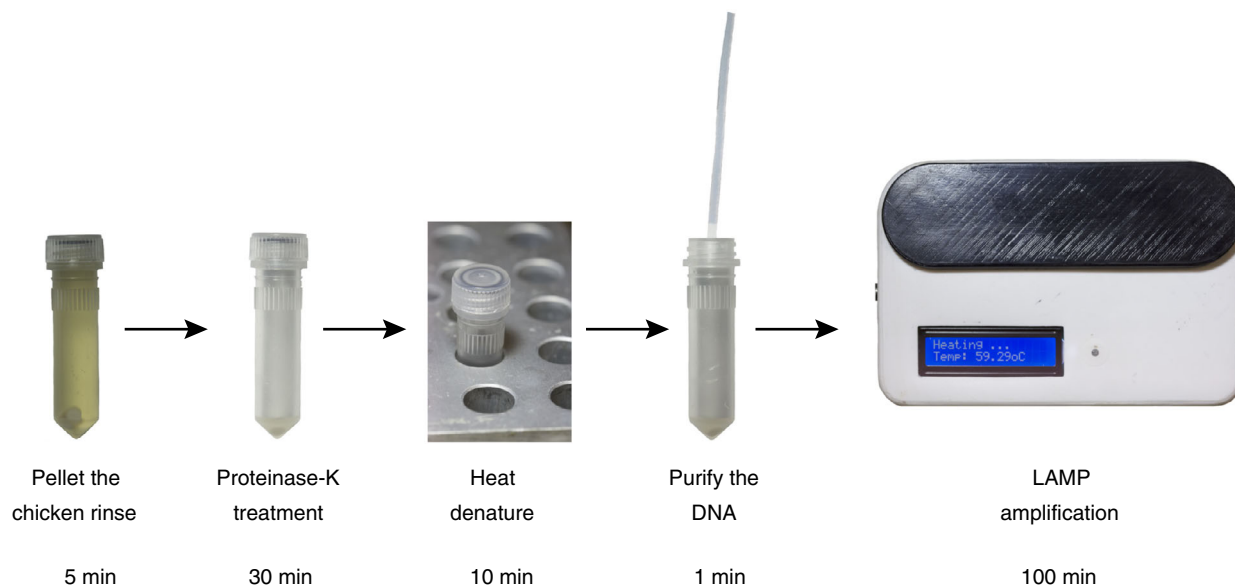 Heating ...
Temp: 59.29oC
Pellet the
chicken rinse
Proteinase-K
treatment
Heat
denature
Purify the
DNA
LAMP
amplification
5 min
30 min
10 min
1 min
100 min